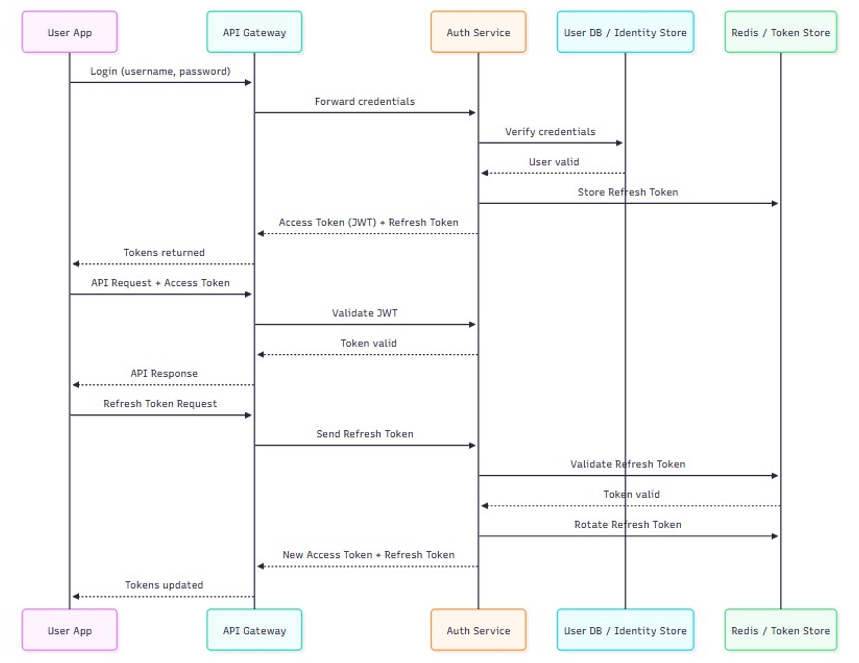 User App
API Gateway
Auth Service
User DB / Identity Store
Redis / Token Store
Login (username, password)
Forward credentials
Verify credentials
User valid
Store Refresh Token
Access Token (JWT) + Refresh Token
Tokens returned
API Request + Access Token
Validate JWT
Token valid
API Response
Refresh Token Request
Send Refresh Token
Validate Refresh Token
Token valid
Rotate Refresh Token
New Access Token + Refresh Token
Tokens updated
User App
API Gateway
Auth Service
User DB / Identity Store
Redis / Token Store